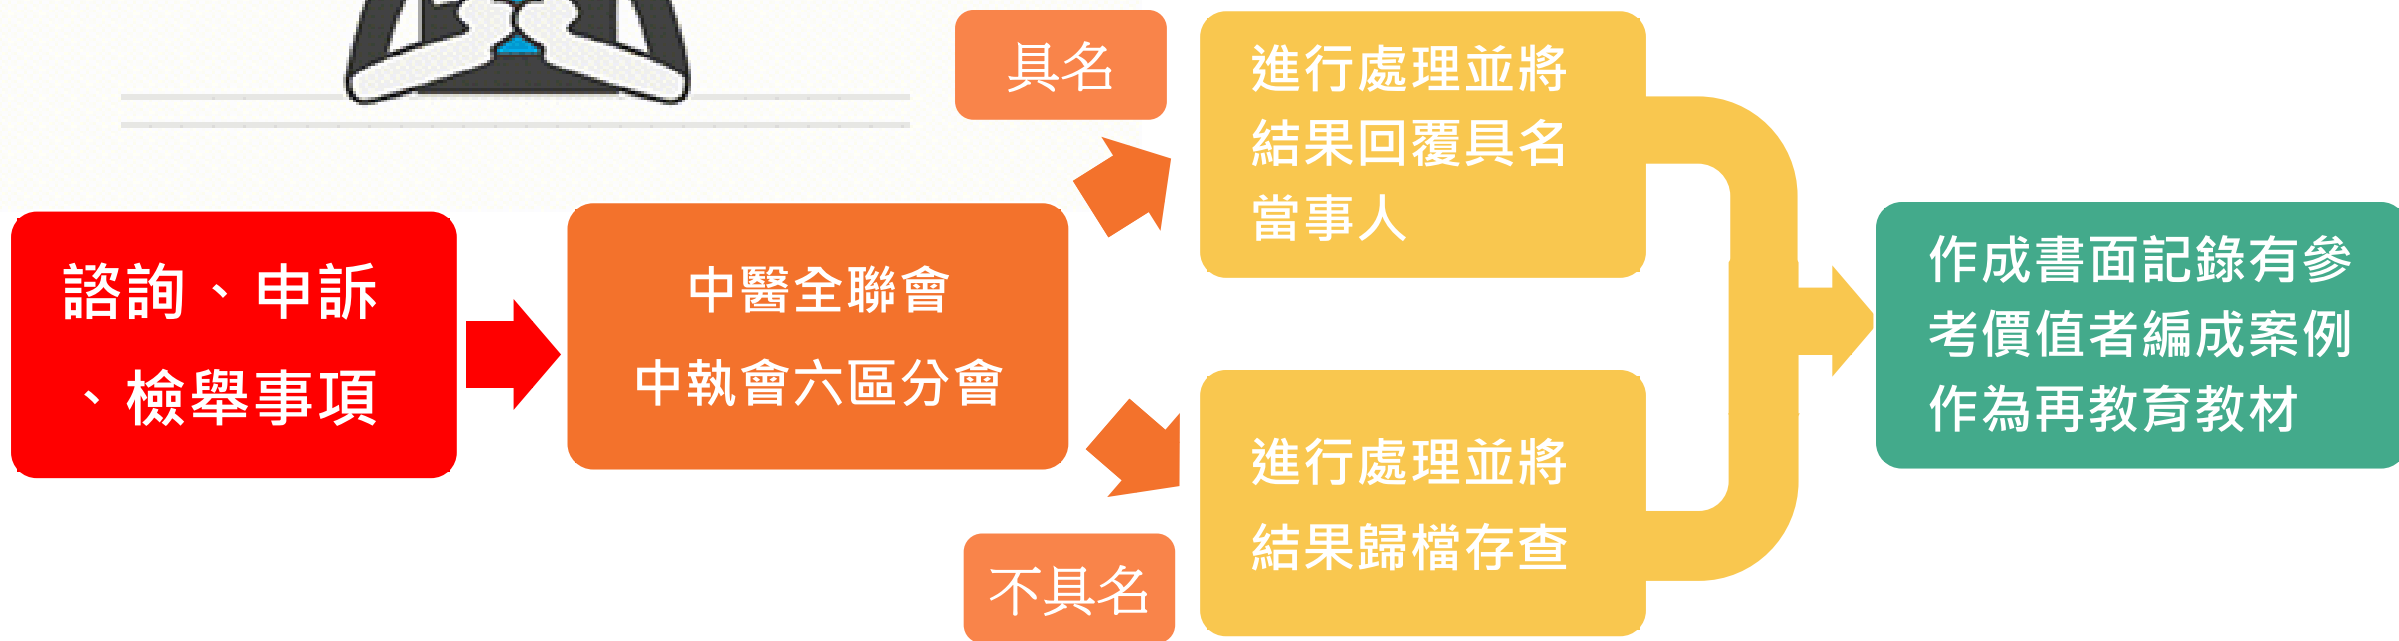 諮詢、申訴
、檢舉事項
中醫全聯會
中執會六區分會
具名
進行處理並將
結果回覆具名
當事人
不具名
進行處理並將
結果歸檔存查
作成書面記錄有參
考價值者編成案例
作為再教育教材